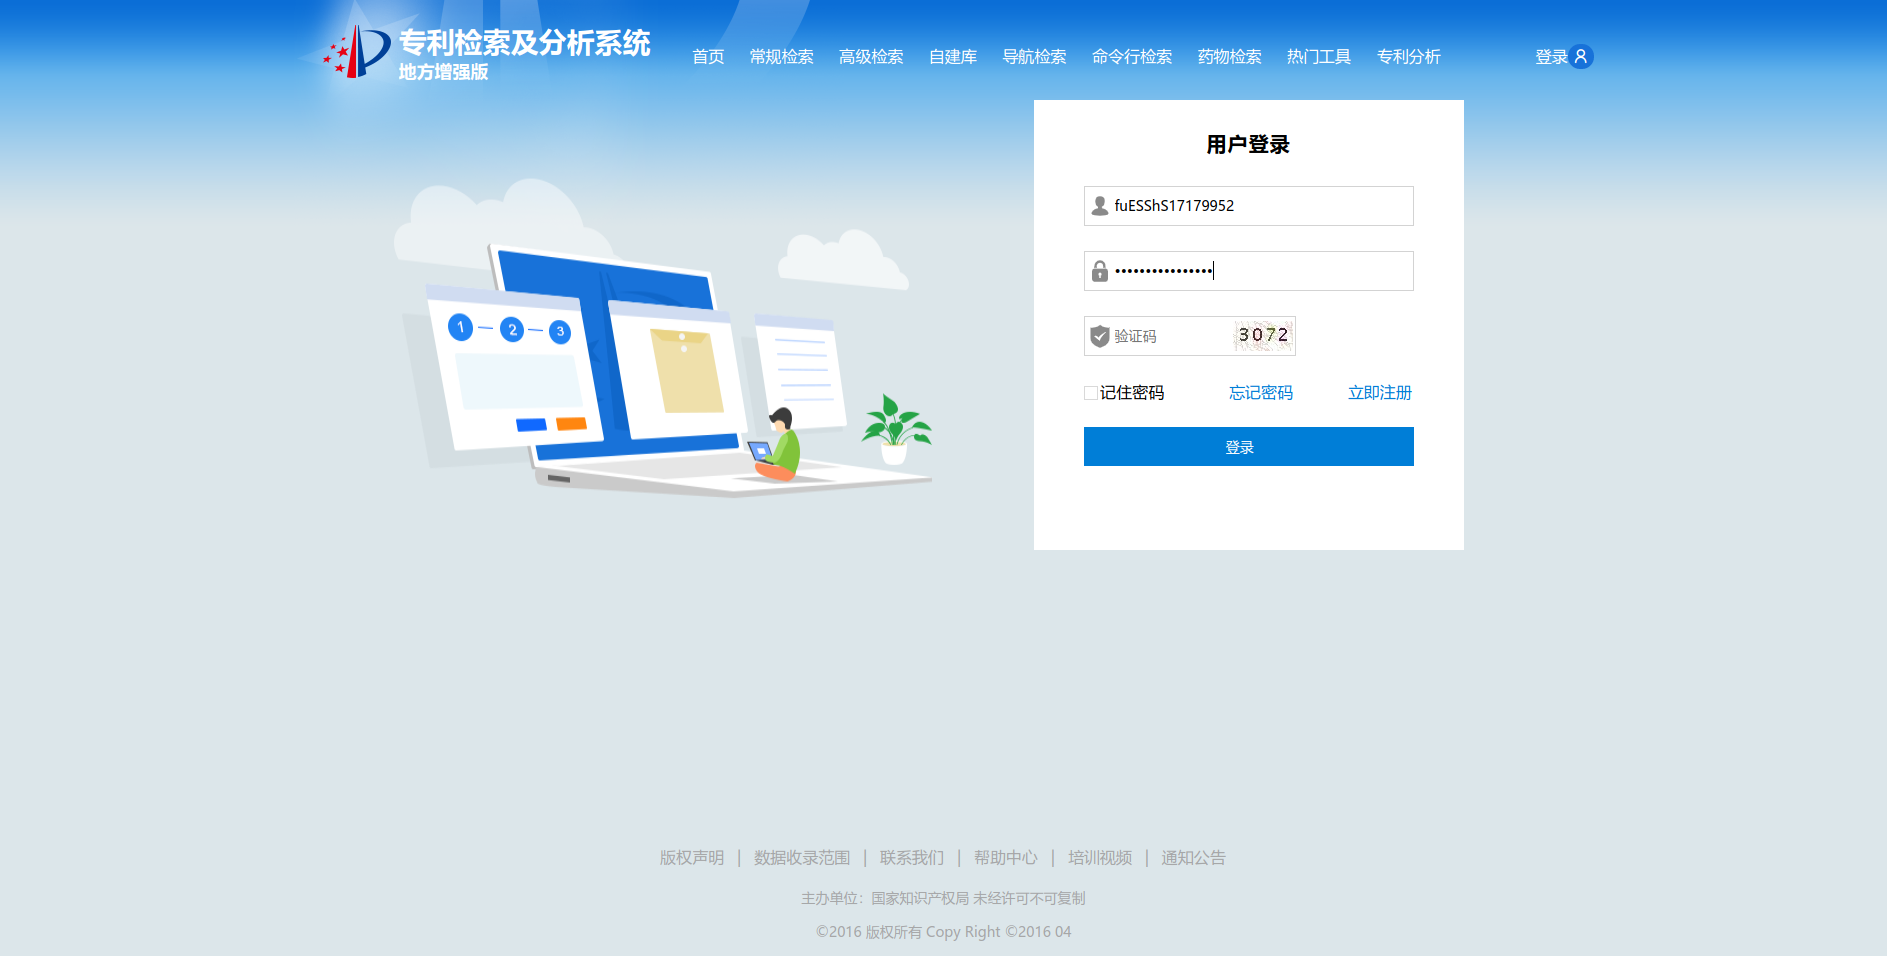 专利检索及分析系统
地方增强版
首页 常规检索 高级检索 自建库 导航检索 命令行检索 药物检索 热门工具 专利分析 登录
用户登录
fuESShS17179952
••••••••••••••••
验证码 3072
记住密码 忘记密码 立即注册
登录
1 2 3
版权声明 | 数据收录范围 | 联系我们 | 帮助中心 | 培训视频 | 通知公告
主办单位：国家知识产权局 未经许可不可复制
©2016 版权所有 Copy Right ©2016 04